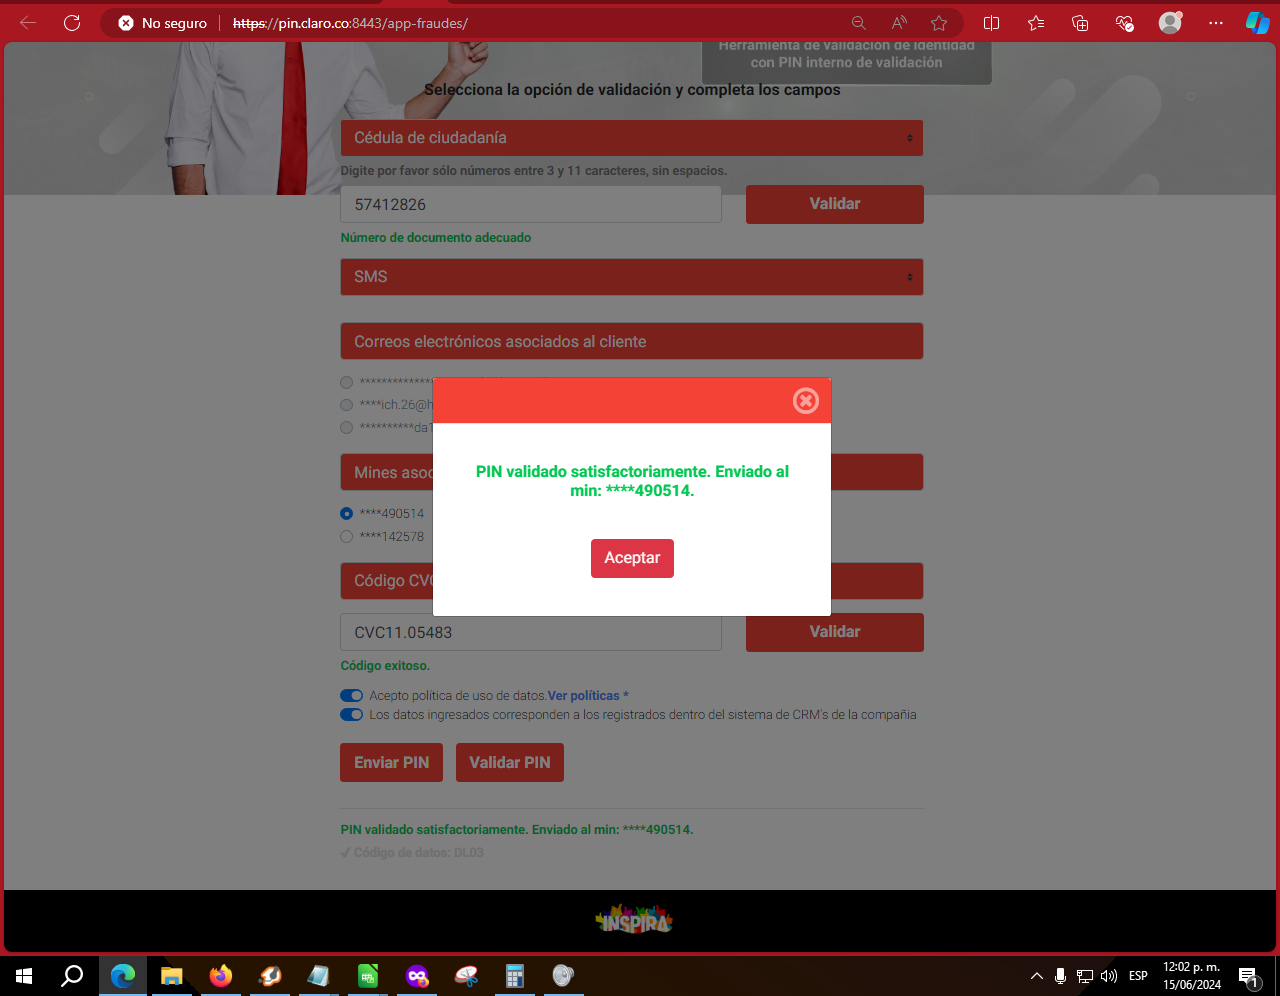 No seguro
https://pin.claro.co:8443/app-fraudes/
Herramienta de validación de identidad
con PIN interno de validación
Selecciona la opción de validación y completa los campos
Cédula de ciudadanía
Digite por favor sólo números entre 3 y 11 caracteres, sin espacios.
57412826
Validar
Número de documento adecuado
SMS
Correos electrónicos asociados al cliente
****ich.26@h
**********da1
Mines asoc
****490514
****142578
PIN validado satisfactoriamente. Enviado al
min: ****490514.
Aceptar
Código CVC
CVC11.05483
Validar
Código exitoso.
Acepto política de uso de datos.Ver políticas *
Los datos ingresados corresponden a los registrados dentro del sistema de CRM's de la compañia
Enviar PIN
Validar PIN
PIN validado satisfactoriamente. Enviado al min: ****490514.
✔ Código de datos: DL03
INSPIRA
ESP
12:02 p. m.
15/06/2024
1